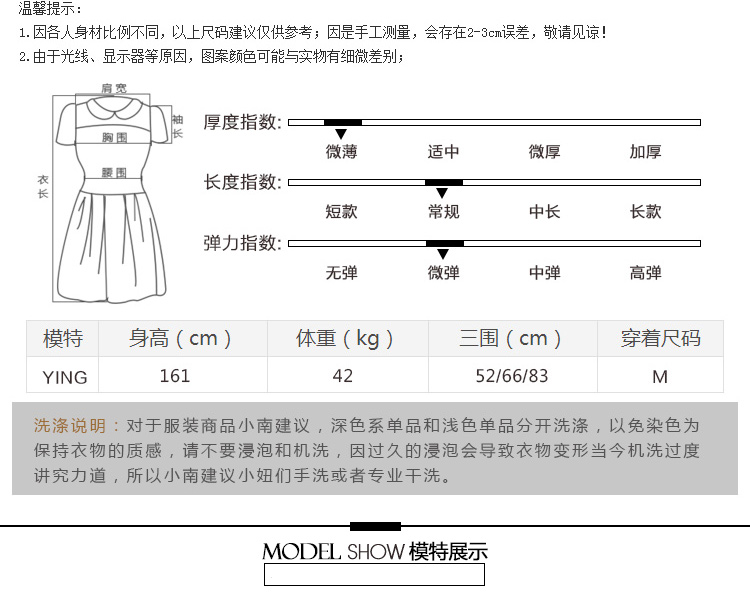 温馨提示：
1.因各人身材比例不同，以上尺码建议仅供参考；因是手工测量，会存在2-3cm误差，敬请见谅！
2.由于光线、显示器等原因，图案颜色可能与实物有细微差别；
肩宽
袖长
胸围
腰围
衣长
厚度指数:
微薄 适中 微厚 加厚
长度指数:
短款 常规 中长 长款
弹力指数:
无弹 微弹 中弹 高弹
模特 身高（cm） 体重（kg） 三围（cm） 穿着尺码
YING 161 42 52/66/83 M
洗涤说明：对于服装商品小南建议，深色系单品和浅色单品分开洗涤，以免染色为
保持衣物的质感，请不要浸泡和机洗，因过久的浸泡会导致衣物变形当今机洗过度
讲究力道，所以小南建议小妞们手洗或者专业干洗。
MODEL SHOW 模特展示